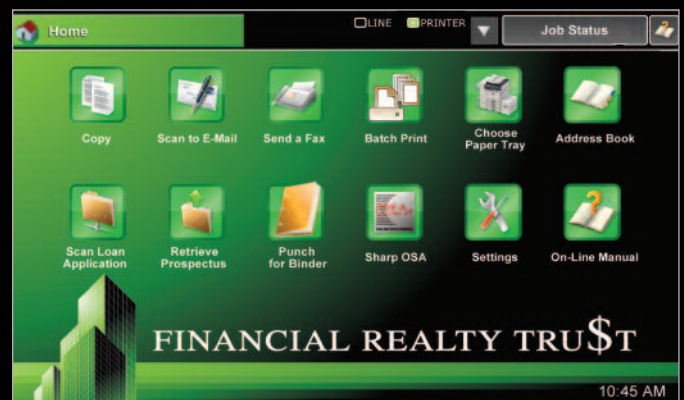 Home
LINE
PRINTER
Job Status
Copy
Scan to E-Mail
Send a Fax
Batch Print
Choose
Paper Tray
Address Book
Scan Loan
Application
Retrieve
Prospectus
Punch
for Binder
Sharp OSA
Settings
On-Line Manual
FINANCIAL REALTY TRU$T
10:45 AM